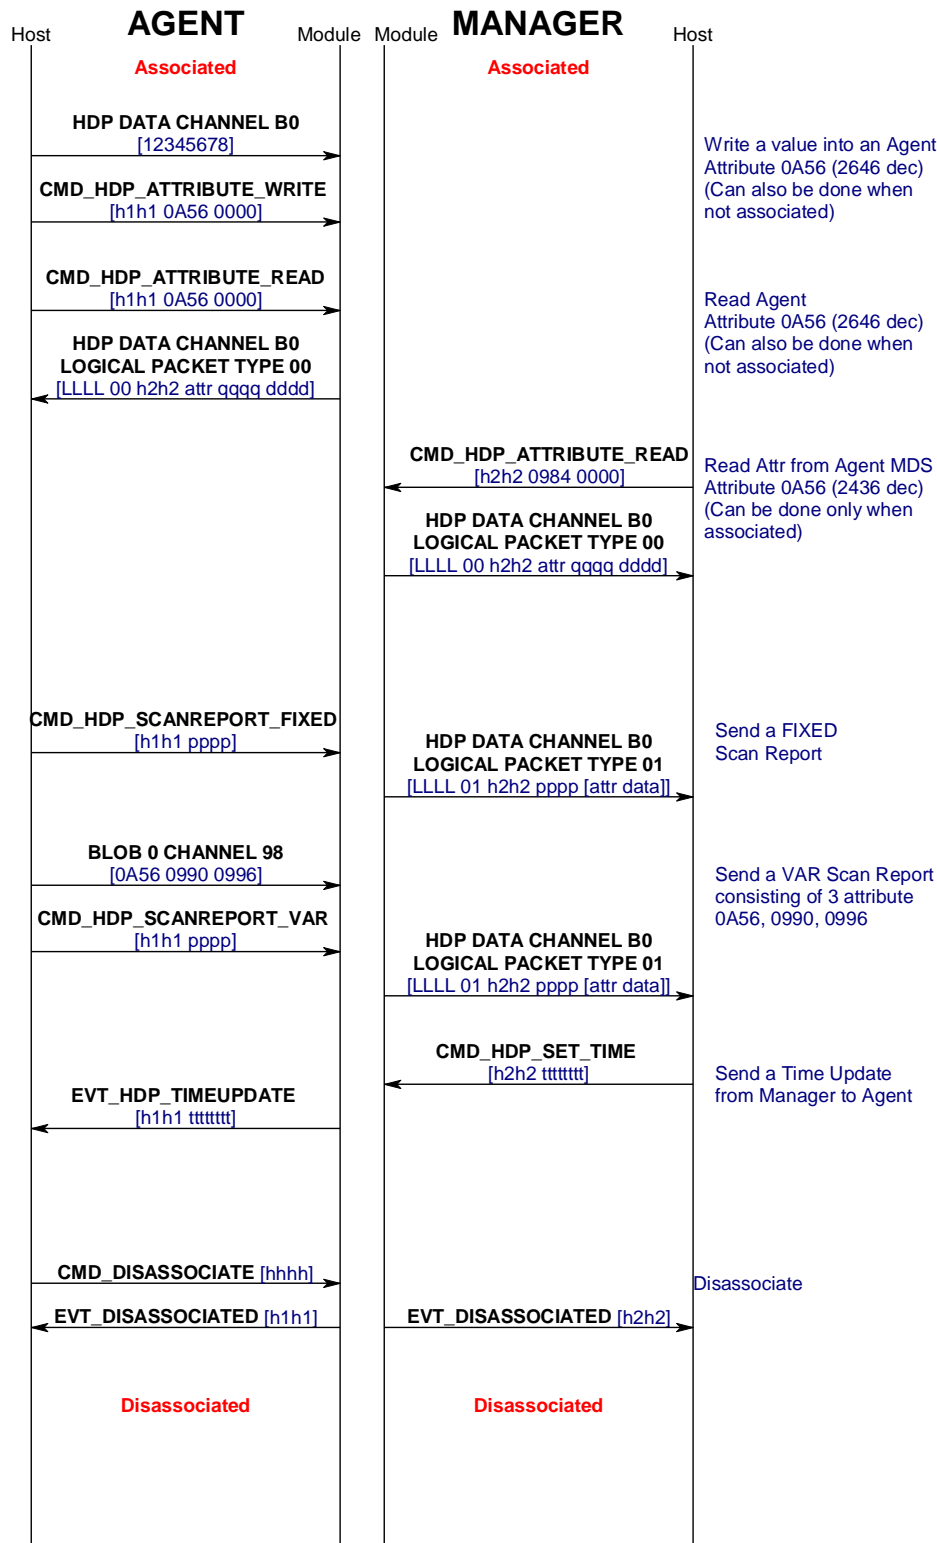 AGENT
MANAGER
Host
Module
Module
Host
Associated
Associated
HDP DATA CHANNEL B0
[12345678]
Write a value into an Agent
Attribute 0A56 (2646 dec)
(Can also be done when
not associated)
CMD_HDP_ATTRIBUTE_WRITE
[h1h1 0A56 0000]
CMD_HDP_ATTRIBUTE_READ
[h1h1 0A56 0000]
Read Agent
Attribute 0A56 (2646 dec)
(Can also be done when
not associated)
HDP DATA CHANNEL B0
LOGICAL PACKET TYPE 00
[LLLL 00 h2h2 attr qqqq dddd]
CMD_HDP_ATTRIBUTE_READ
[h2h2 0984 0000]
Read Attr from Agent MDS
Attribute 0A56 (2436 dec)
(Can be done only when
associated)
HDP DATA CHANNEL B0
LOGICAL PACKET TYPE 00
[LLLL 00 h2h2 attr qqqq dddd]
CMD_HDP_SCANREPORT_FIXED
[h1h1 pppp]
Send a FIXED
Scan Report
HDP DATA CHANNEL B0
LOGICAL PACKET TYPE 01
[LLLL 01 h2h2 pppp [attr data]]
BLOB 0 CHANNEL 98
[0A56 0990 0996]
Send a VAR Scan Report
consisting of 3 attribute
0A56, 0990, 0996
CMD_HDP_SCANREPORT_VAR
[h1h1 pppp]
HDP DATA CHANNEL B0
LOGICAL PACKET TYPE 01
[LLLL 01 h2h2 pppp [attr data]]
CMD_HDP_SET_TIME
[h2h2 tttttttt]
Send a Time Update
from Manager to Agent
EVT_HDP_TIMEUPDATE
[h1h1 tttttttt]
CMD_DISASSOCIATE [hhhh]
Disassociate
EVT_DISASSOCIATED [h1h1]
EVT_DISASSOCIATED [h2h2]
Disassociated
Disassociated